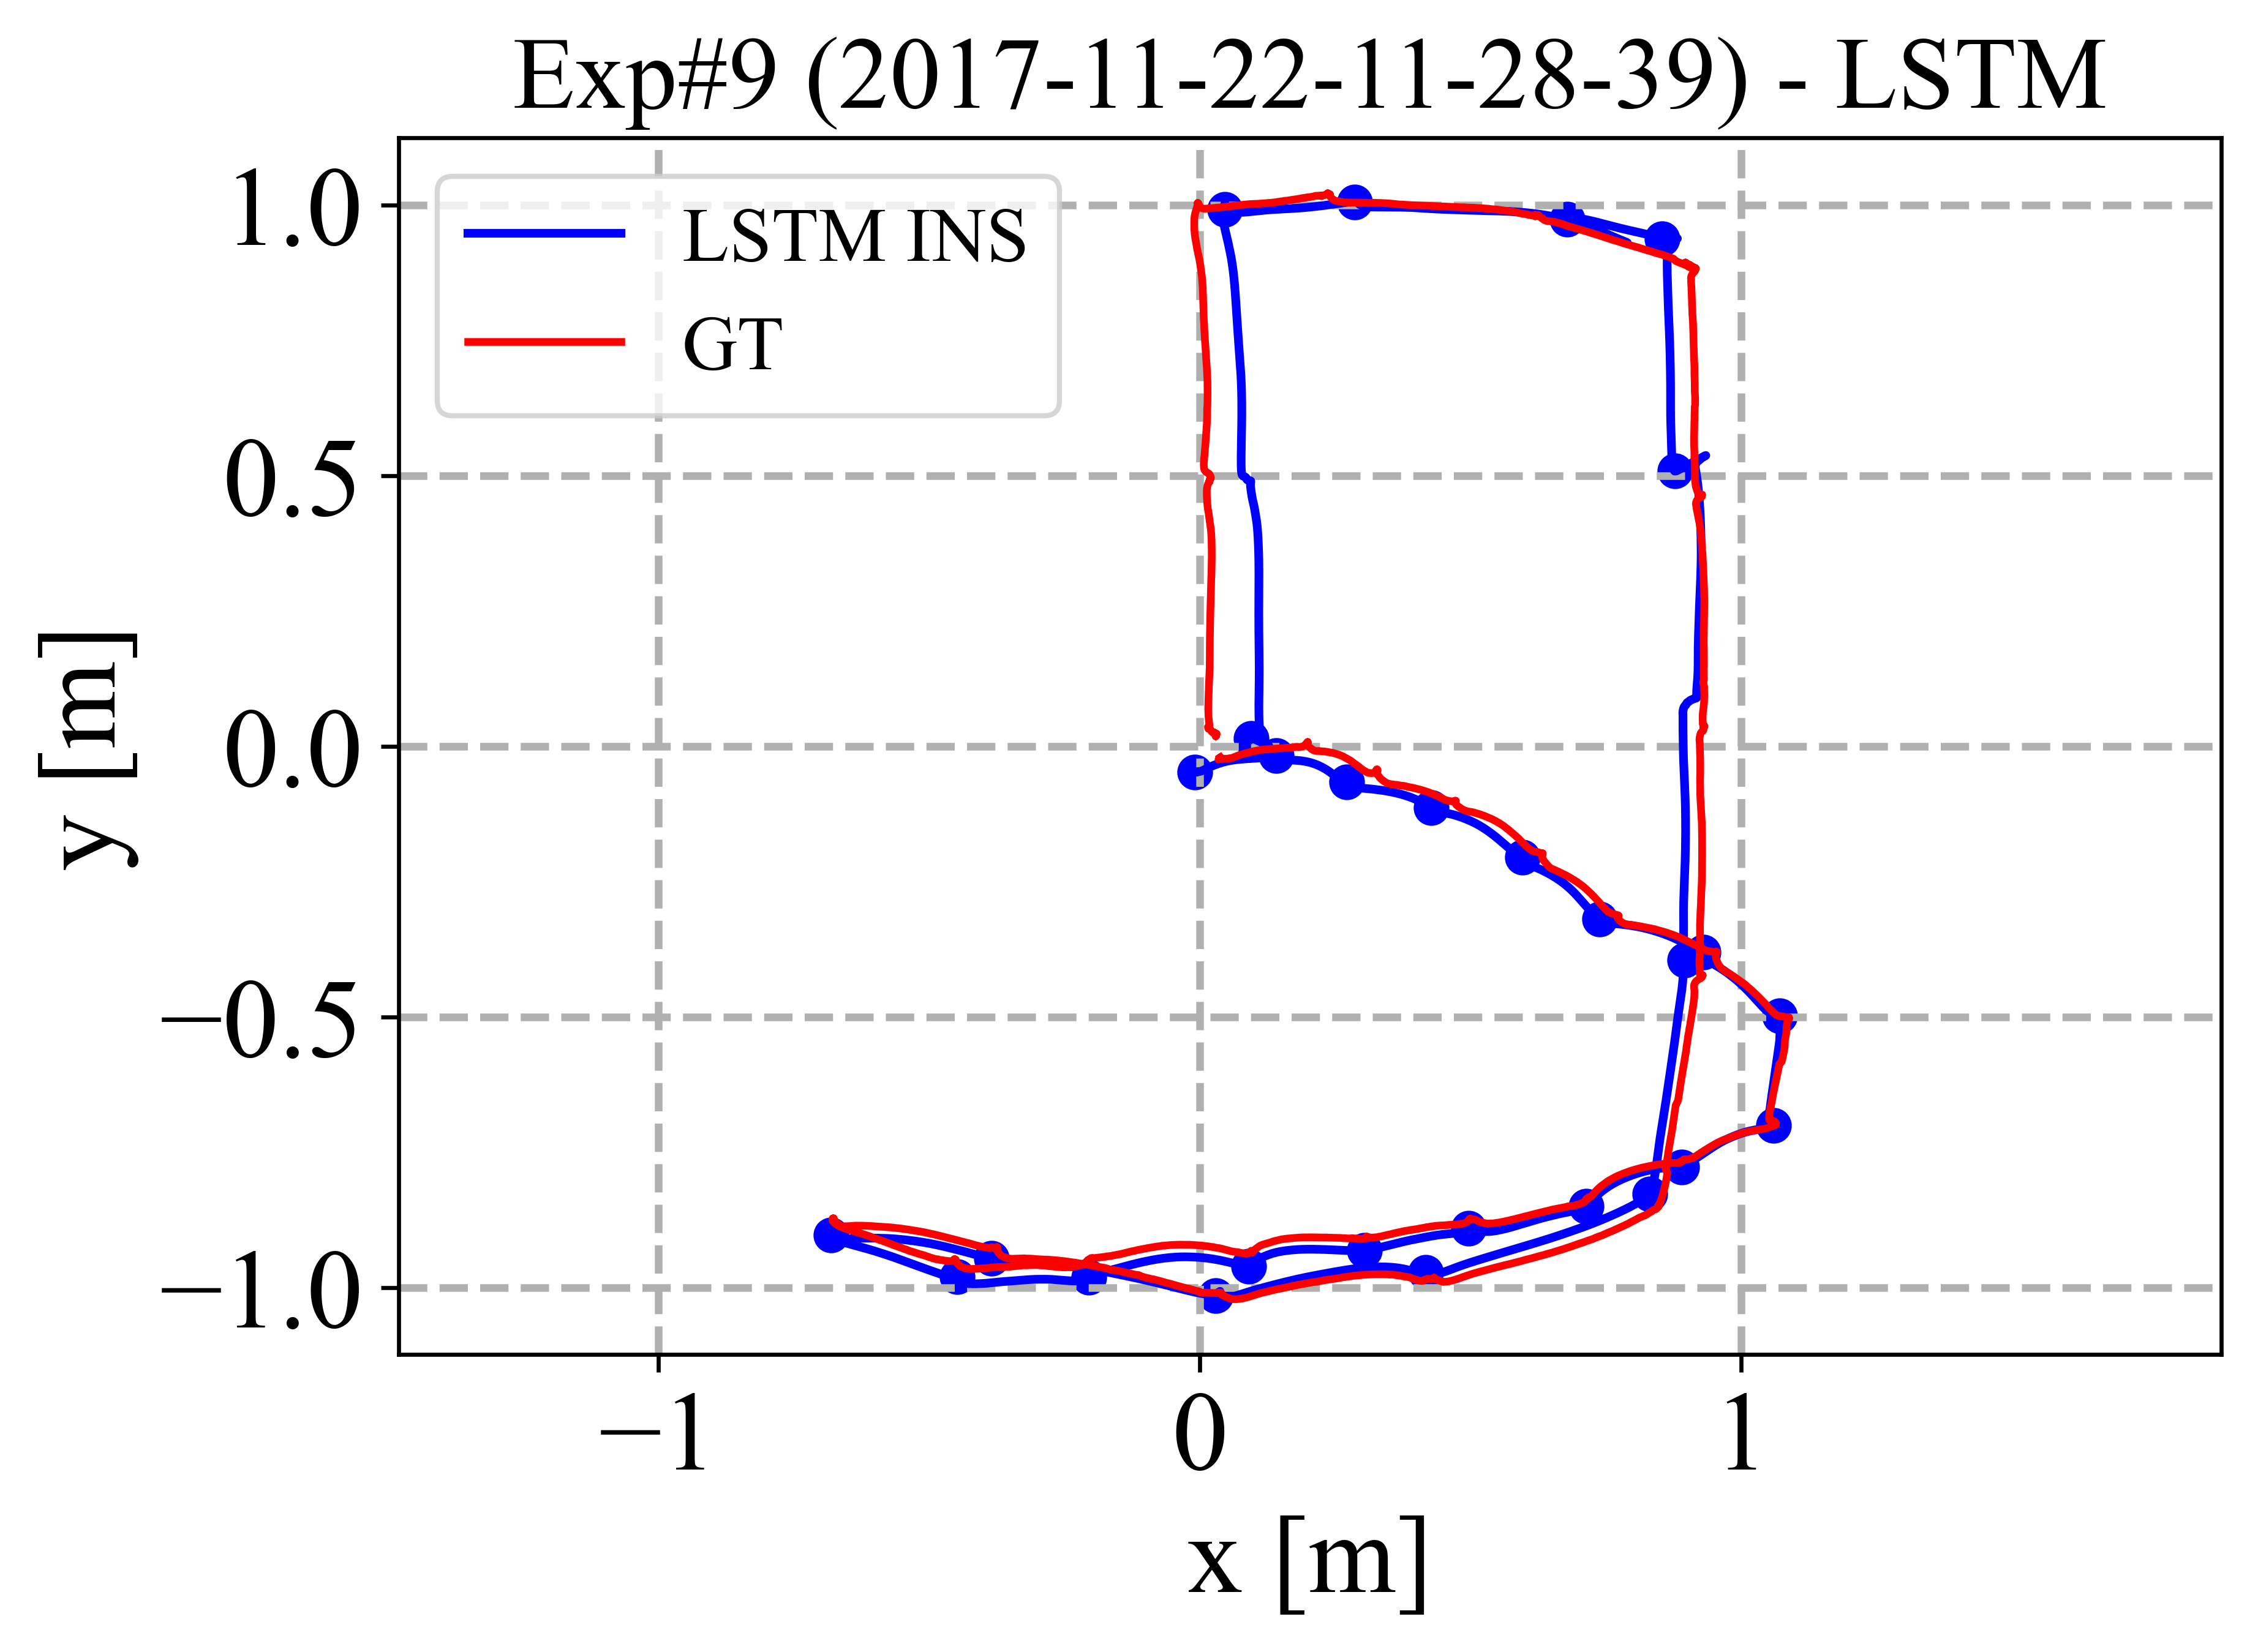 Exp#9 (2017-11-22-11-28-39) - LSTM
LSTM INS
GT
1.0
0.5
0.0
−0.5
−1.0
y [m]
−1
0
1
x [m]